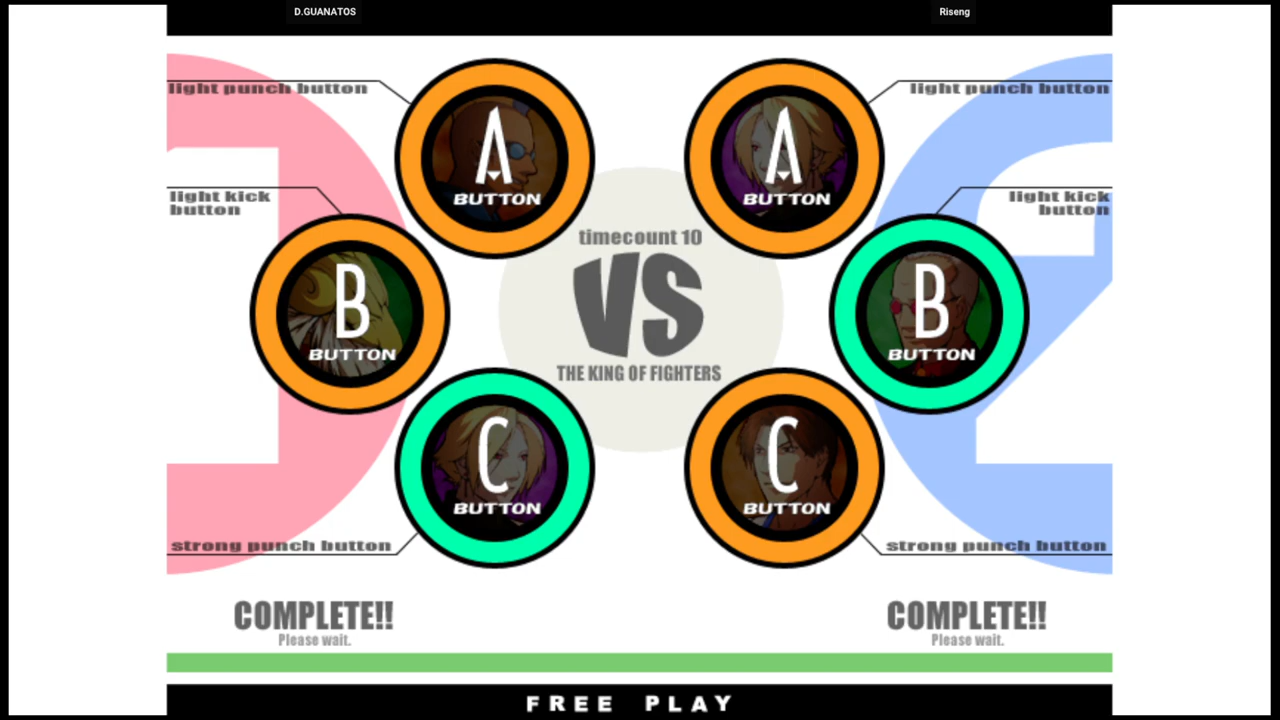 D.GUANATOS
Riseng
light punch button
light punch button
A
BUTTON
A
BUTTON
light kick
button
light kick
button
timecount 10
VS
THE KING OF FIGHTERS
B
BUTTON
B
BUTTON
C
BUTTON
C
BUTTON
strong punch button
strong punch button
COMPLETE!!
Please wait.
COMPLETE!!
Please wait.
FREE PLAY
1
2